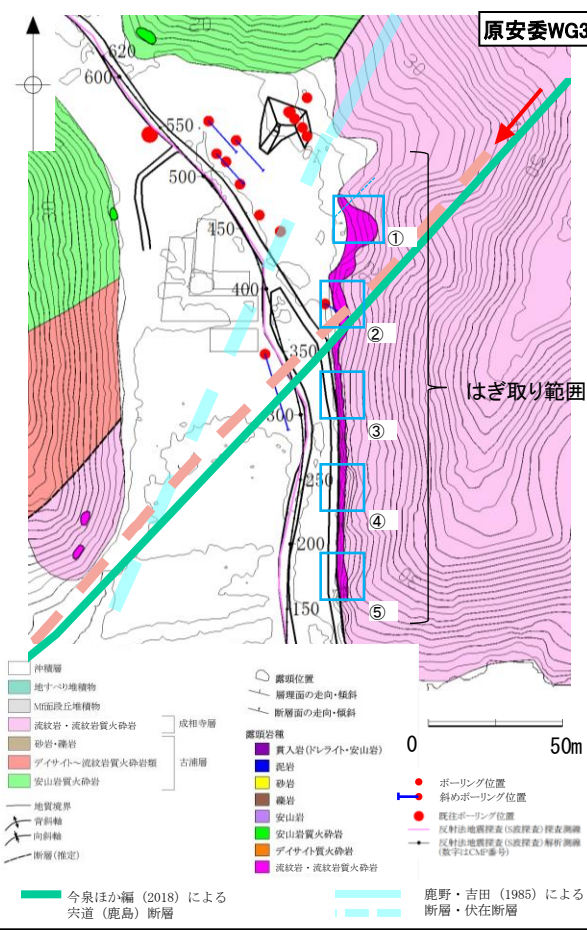 原安委WG3
620
600
550
500
450
400
350
300
250
200
150
30
20
①
②
③
④
⑤
はぎ取り範囲
沖積層
地すべり堆積物
Mf面段丘堆積物
流紋岩・流紋岩質火砕岩
成相寺層
砂岩・礫岩
デイサイト〜流紋岩質火砕岩類
古浦層
安山岩質火砕岩
地質境界
背斜軸
向斜軸
断層(推定)
露頭位置
層理面の走向・傾斜
断層面の走向・傾斜
露頭岩種
貫入岩(ドレライト・安山岩)
泥岩
砂岩
礫岩
安山岩
安山岩質火砕岩
デイサイト質火砕岩
流紋岩・流紋岩質火砕岩
0 50m
ボーリング位置
斜めボーリング位置
既往ボーリング位置
反射法地震探査(S波探査)探査測線
反射法地震探査(S波探査)解析測線
(数字はCMP番号)
今泉ほか編(2018)による
宍道(鹿島)断層
鹿野・吉田(1985)による
断層・伏在断層